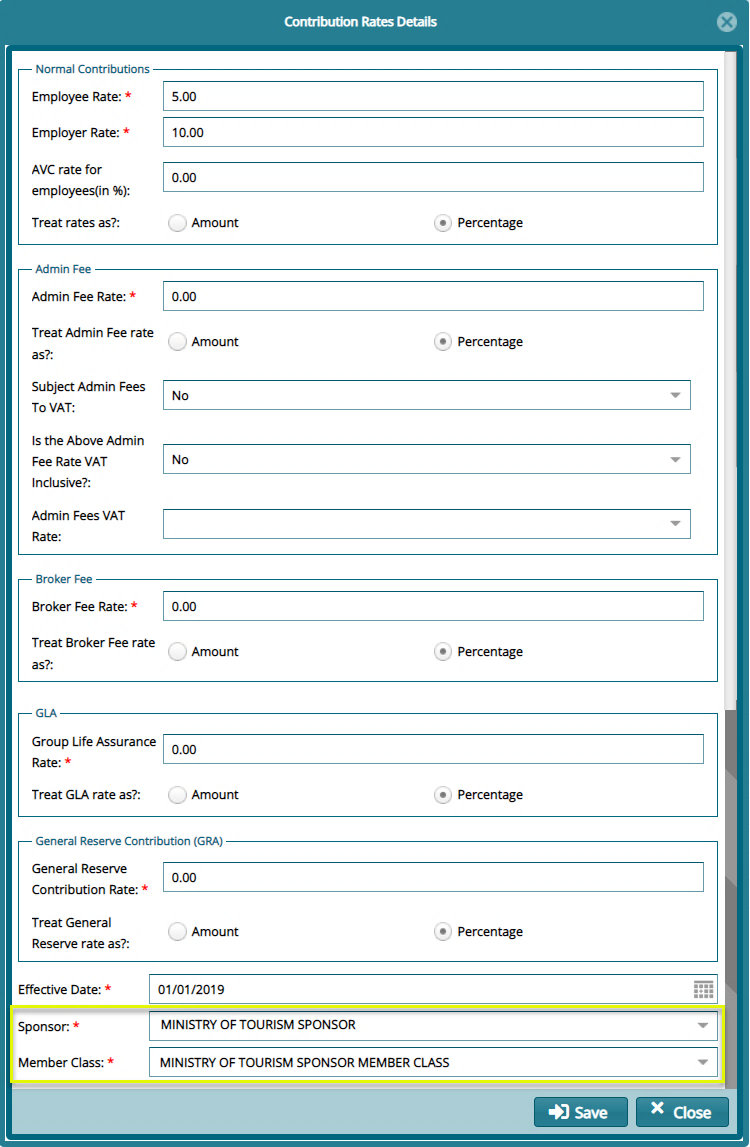 Contribution Rates Details
Normal Contributions
Employee Rate: * 5.00
Employer Rate: * 10.00
AVC rate for
employees(in %): 0.00
Treat rates as?: Amount Percentage
Admin Fee
Admin Fee Rate: * 0.00
Treat Admin Fee rate
as?: Amount Percentage
Subject Admin Fees
To VAT: No
Is the Above Admin
Fee Rate VAT No
Inclusive?:
Admin Fees VAT
Rate:
Broker Fee
Broker Fee Rate: * 0.00
Treat Broker Fee rate
as?: Amount Percentage
GLA
Group Life Assurance
Rate: * 0.00
Treat GLA rate as?: Amount Percentage
General Reserve Contribution (GRA)
General Reserve
Contribution Rate: * 0.00
Treat General
Reserve rate as?: Amount Percentage
Effective Date: * 01/01/2019
Sponsor: * MINISTRY OF TOURISM SPONSOR
Member Class: * MINISTRY OF TOURISM SPONSOR MEMBER CLASS
Save Close